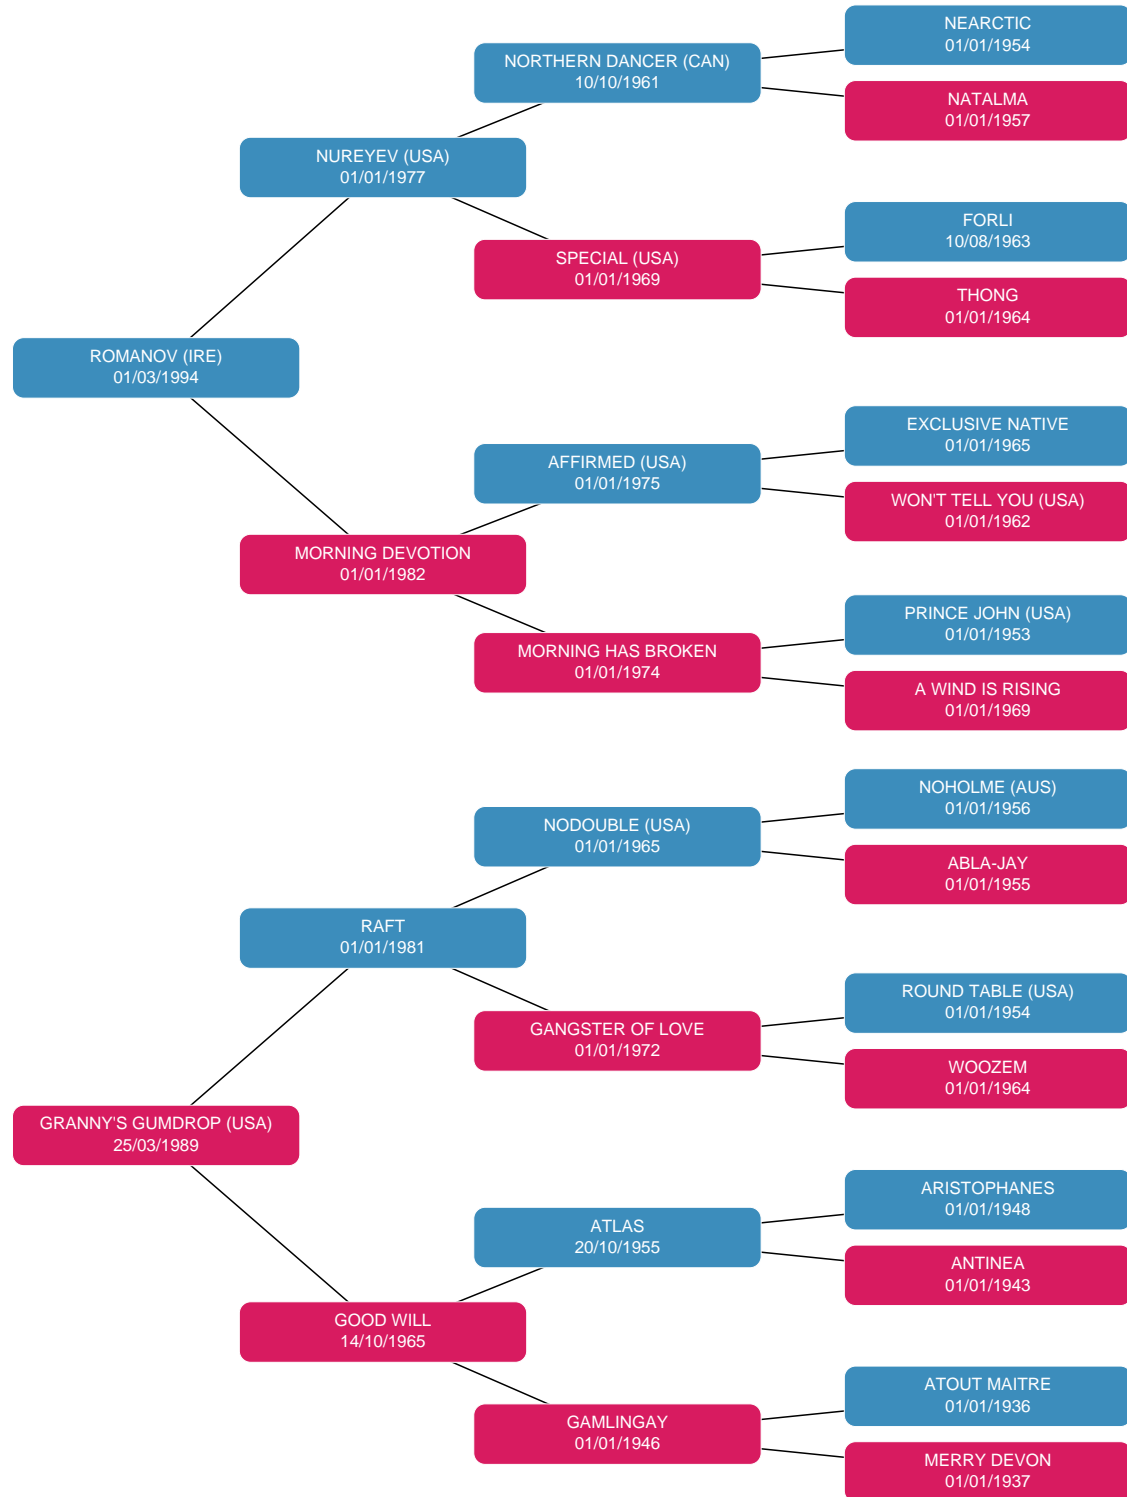 NEARCTIC
01/01/1954
NORTHERN DANCER (CAN)
10/10/1961
NATALMA
01/01/1957
NUREYEV (USA)
01/01/1977
FORLI
10/08/1963
SPECIAL (USA)
01/01/1969
THONG
01/01/1964
ROMANOV (IRE)
01/03/1994
EXCLUSIVE NATIVE
01/01/1965
AFFIRMED (USA)
01/01/1975
WON'T TELL YOU (USA)
01/01/1962
MORNING DEVOTION
01/01/1982
PRINCE JOHN (USA)
01/01/1953
MORNING HAS BROKEN
01/01/1974
A WIND IS RISING
01/01/1969
NOHOLME (AUS)
01/01/1956
NODOUBLE (USA)
01/01/1965
ABLA-JAY
01/01/1955
RAFT
01/01/1981
ROUND TABLE (USA)
01/01/1954
GANGSTER OF LOVE
01/01/1972
WOOZEM
01/01/1964
GRANNY'S GUMDROP (USA)
25/03/1989
ARISTOPHANES
01/01/1948
ATLAS
20/10/1955
ANTINEA
01/01/1943
GOOD WILL
14/10/1965
ATOUT MAITRE
01/01/1936
GAMLINGAY
01/01/1946
MERRY DEVON
01/01/1937